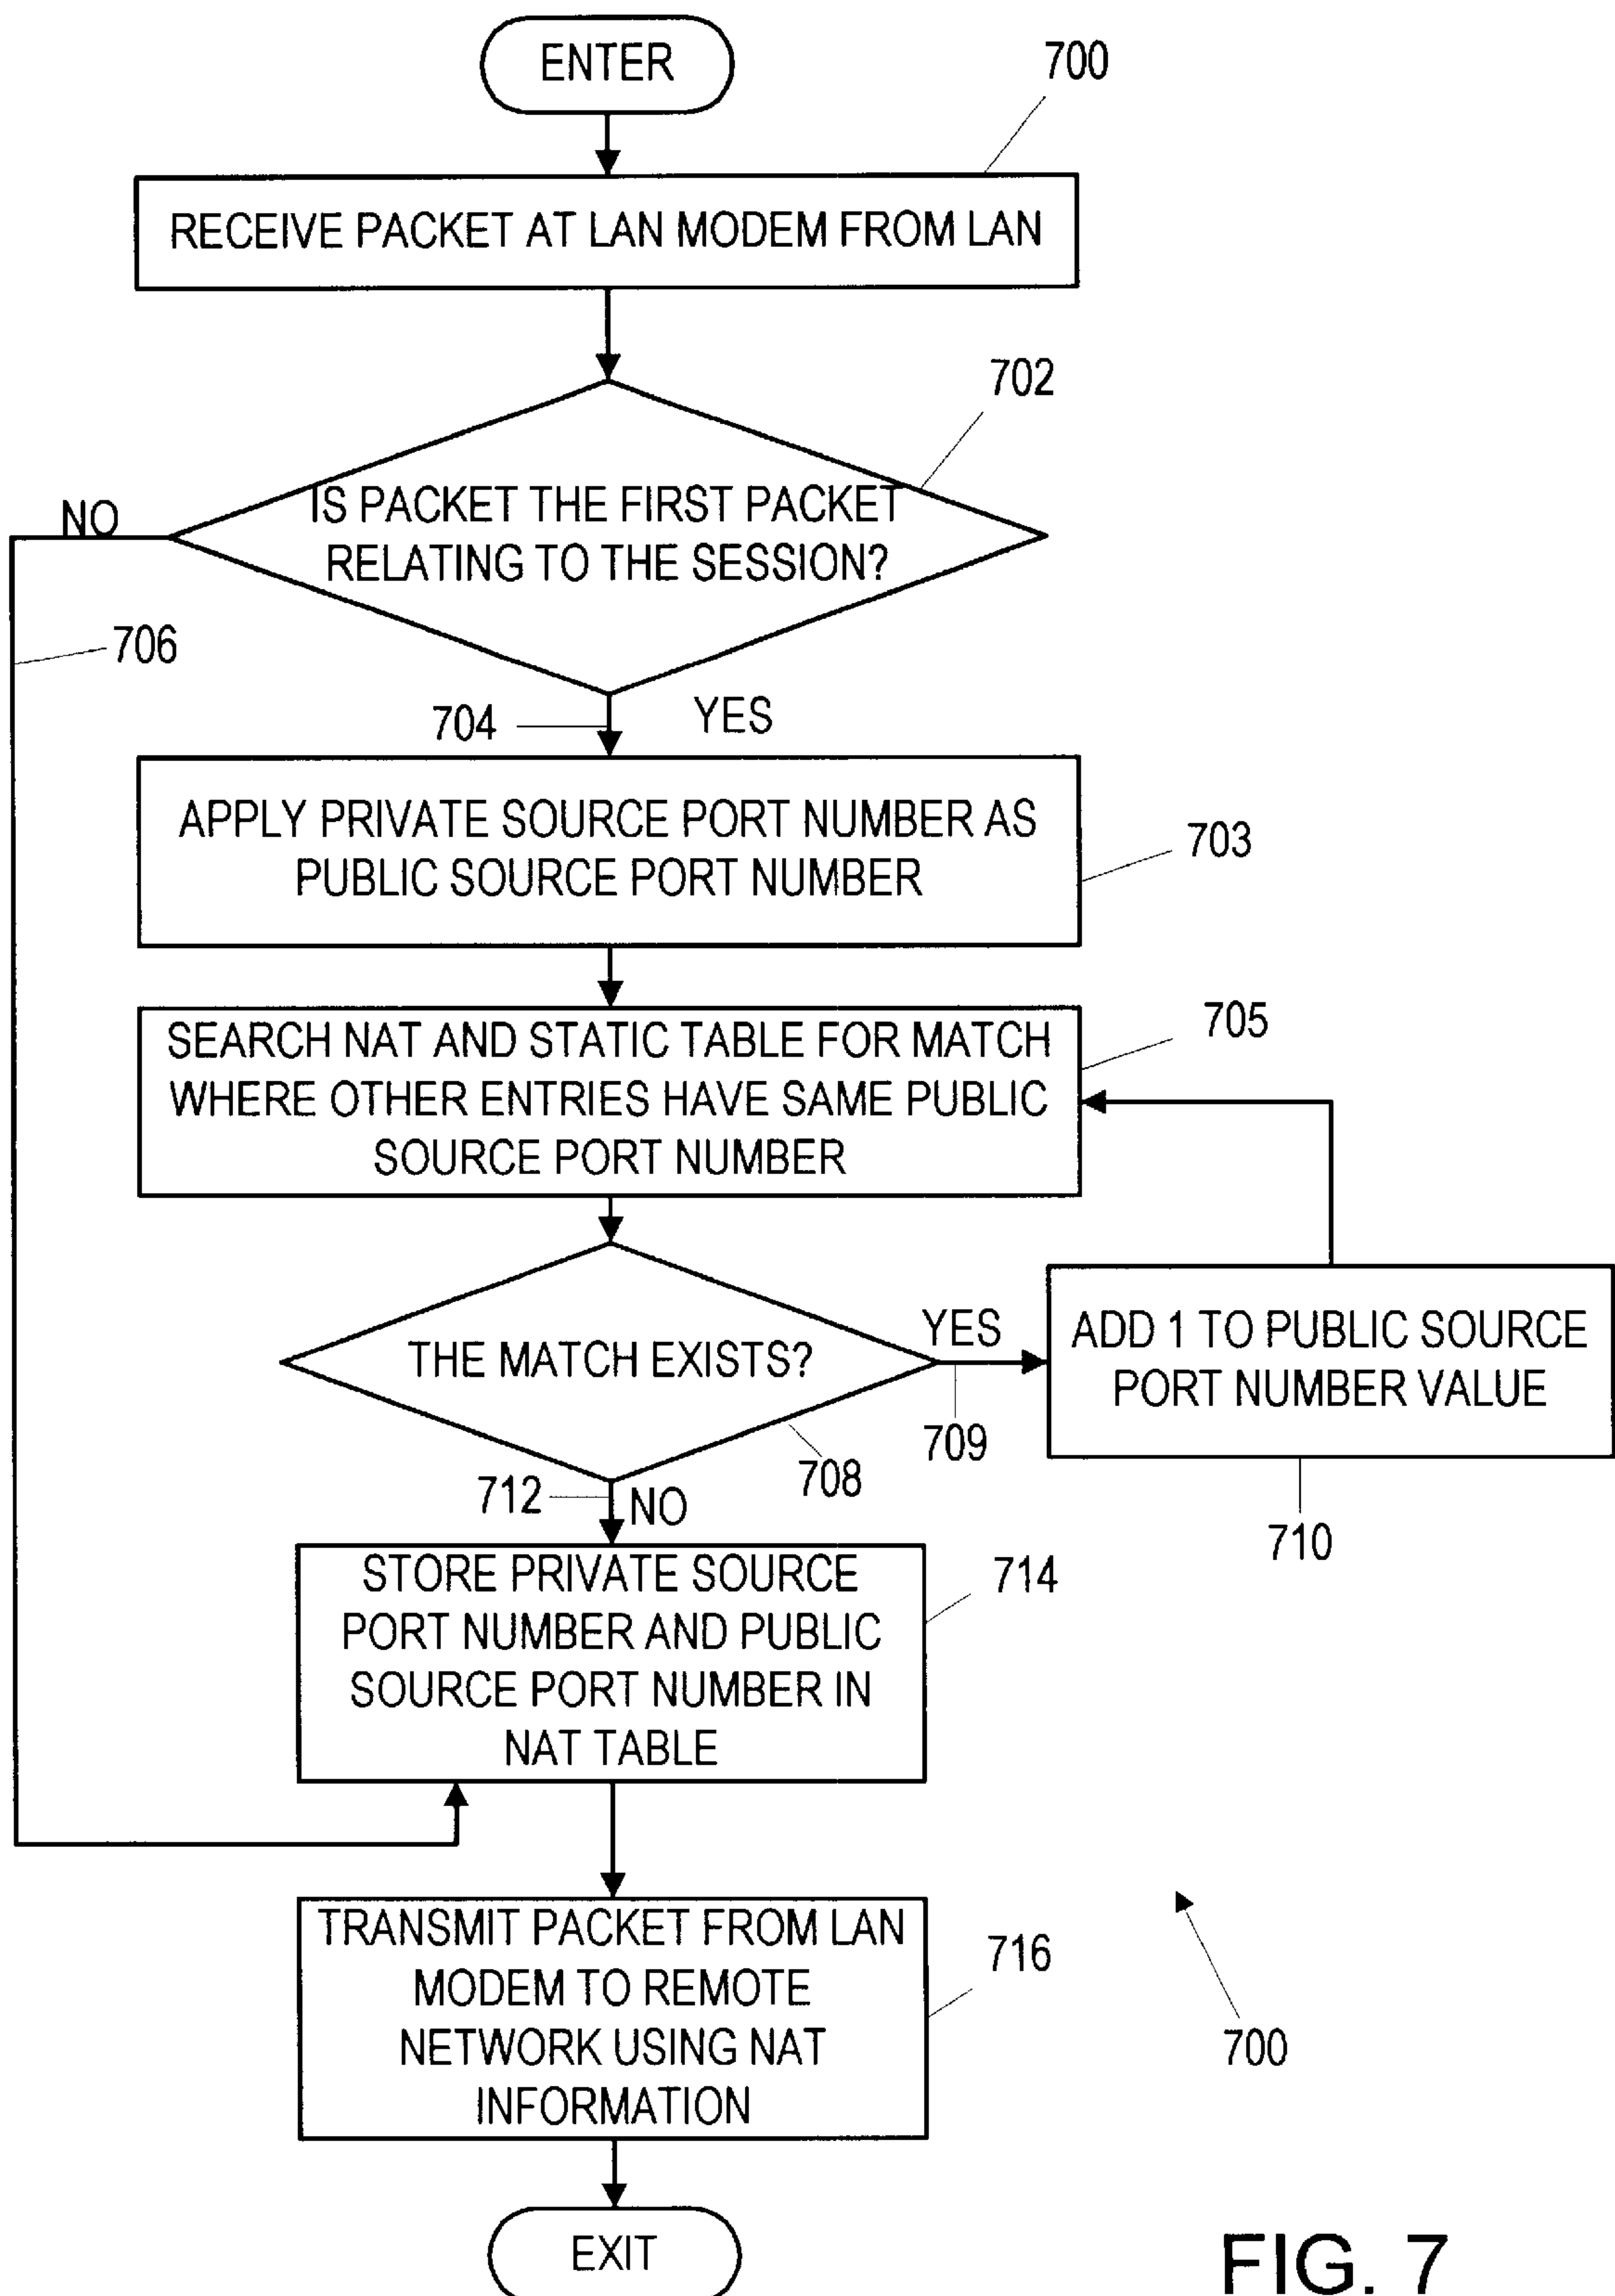 ENTER
700
RECEIVE PACKET AT LAN MODEM FROM LAN
702
IS PACKET THE FIRST PACKET
RELATING TO THE SESSION?
NO
706
704
YES
APPLY PRIVATE SOURCE PORT NUMBER AS
PUBLIC SOURCE PORT NUMBER
703
SEARCH NAT AND STATIC TABLE FOR MATCH
WHERE OTHER ENTRIES HAVE SAME PUBLIC
SOURCE PORT NUMBER
705
THE MATCH EXISTS?
YES
709
708
ADD 1 TO PUBLIC SOURCE
PORT NUMBER VALUE
710
712
NO
STORE PRIVATE SOURCE
PORT NUMBER AND PUBLIC
SOURCE PORT NUMBER IN
NAT TABLE
714
TRANSMIT PACKET FROM LAN
MODEM TO REMOTE
NETWORK USING NAT
INFORMATION
716
700
EXIT
FIG. 7